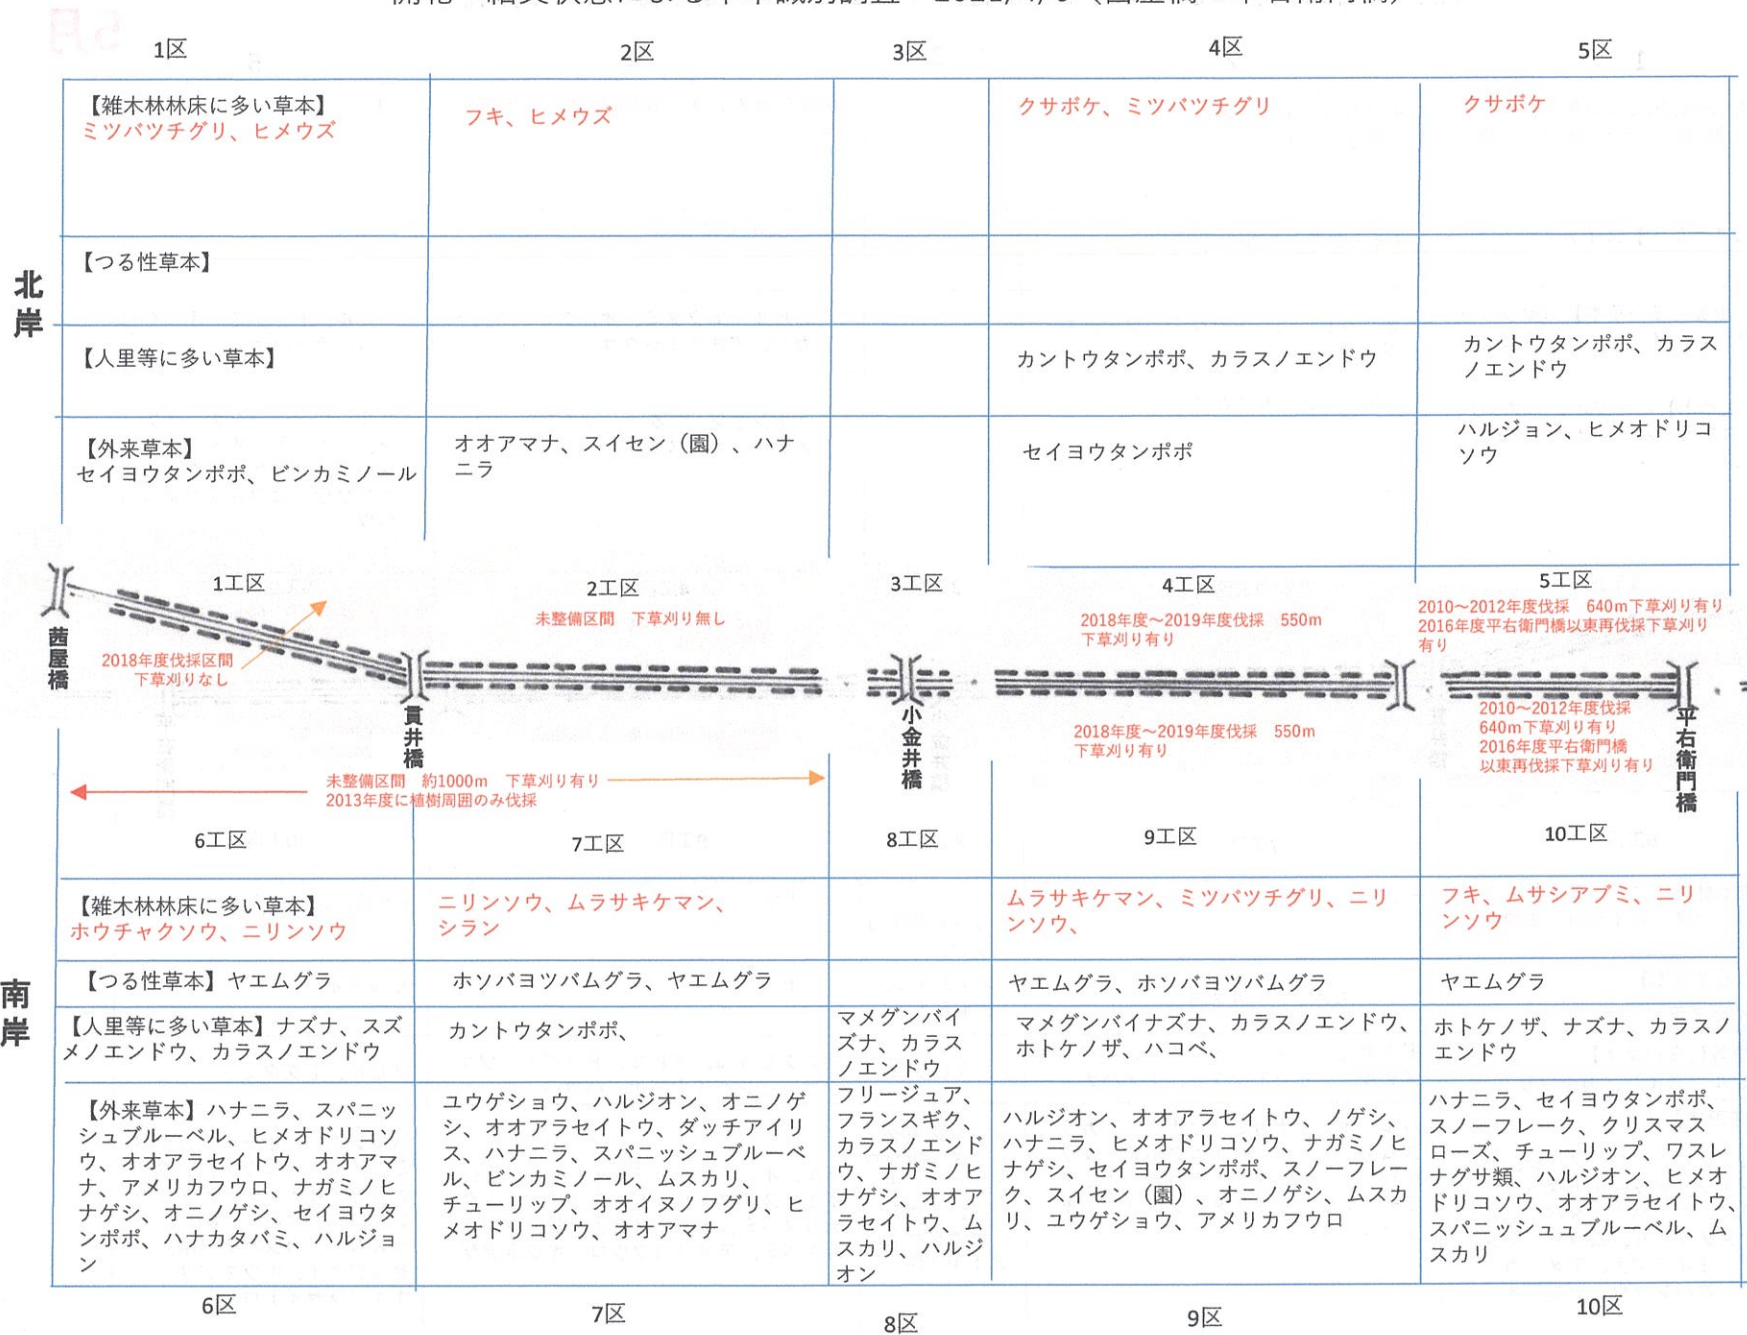 1区
2区
3区
4区
5区
【雑木林林床に多い草本】
ミツバツチグリ、ヒメウズ
フキ、ヒメウズ
クサボケ、ミツバツチグリ
クサボケ
北岸
【つる性草本】
【人里等に多い草本】
カントウタンポポ、カラスノエンドウ
カントウタンポポ、カラス
ノエンドウ
【外来草本】
セイヨウタンポポ、ビンカミノール
オオアマナ、スイセン（園）、ハナ
ニラ
セイヨウタンポポ
ハルジョン、ヒメオドリコ
ソウ
1工区
2工区
3工区
4工区
5工区
未整備区間　下草刈り無し
2018年度～2019年度伐採　550m
下草刈り有り
2010～2012年度伐採　640m下草刈り有り
2016年度平右衛門橋以東再伐採下草刈り
有り
茜屋橋
2018年度伐採区間
下草刈りなし
貫井橋
小金井橋
2018年度～2019年度伐採　550m
下草刈り有り
2010～2012年度伐採
640m下草刈り有り
2016年度平右衛門橋
以東再伐採下草刈り有り
平右衛門橋
未整備区間　約1000m　下草刈り有り
2013年度に植樹周囲のみ伐採
6工区
7工区
8工区
9工区
10工区
南岸
【雑木林林床に多い草本】
ホウチャクソウ、ニリンソウ
ニリンソウ、ムラサキケマン、
シラン
ムラサキケマン、ミツバツチグリ、ニリ
ンソウ、
フキ、ムサシアブミ、ニリ
ンソウ
【つる性草本】ヤエムグラ
ホソバヨツバムグラ、ヤエムグラ
ヤエムグラ、ホソバヨツバムグラ
ヤエムグラ
【人里等に多い草本】ナズナ、スズ
メノエンドウ、カラスノエンドウ
カントウタンポポ、
マメグンバイ
ズナ、カラス
ノエンドウ
マメグンバイナズナ、カラスノエンドウ、
ホトケノザ、ハコベ、
ホトケノザ、ナズナ、カラスノ
エンドウ
【外来草本】ハナニラ、スパニッ
シュブルーベル、ヒメオドリコソ
ウ、オオアラセイトウ、オオアマ
ナ、アメリカフウロ、ナガミノヒ
ナゲシ、オニノゲシ、セイヨウタ
ンポポ、ハナカタバミ、ハルジョ
ン
ユウゲショウ、ハルジオン、オニノゲ
シ、オオアラセイトウ、ダッチアイリ
ス、ハナニラ、スパニッシュブルーベ
ル、ビンカミノール、ムスカリ、
チューリップ、オオイヌノフグリ、ヒ
メオドリコソウ、オオアマナ
フリージュア、
フランスギク、
カラスノエンド
ウ、ナガミノヒ
ナゲシ、オオア
ラセイトウ、ム
スカリ、ハルジ
オン
ハルジオン、オオアラセイトウ、ノゲシ、
ハナニラ、ヒメオドリコソウ、ナガミノヒ
ナゲシ、セイヨウタンポポ、スノーフレー
ク、スイセン（園）、オニノゲシ、ムスカ
リ、ユウゲショウ、アメリカフウロ
ハナニラ、セイヨウタンポポ、
スノーフレーク、クリスマス
ローズ、チューリップ、ワスレ
ナグサ類、ハルジオン、ヒメオ
ドリコソウ、オオアラセイトウ、
スパニッシュュブルーベル、ム
スカリ
6区
7区
8区
9区
10区